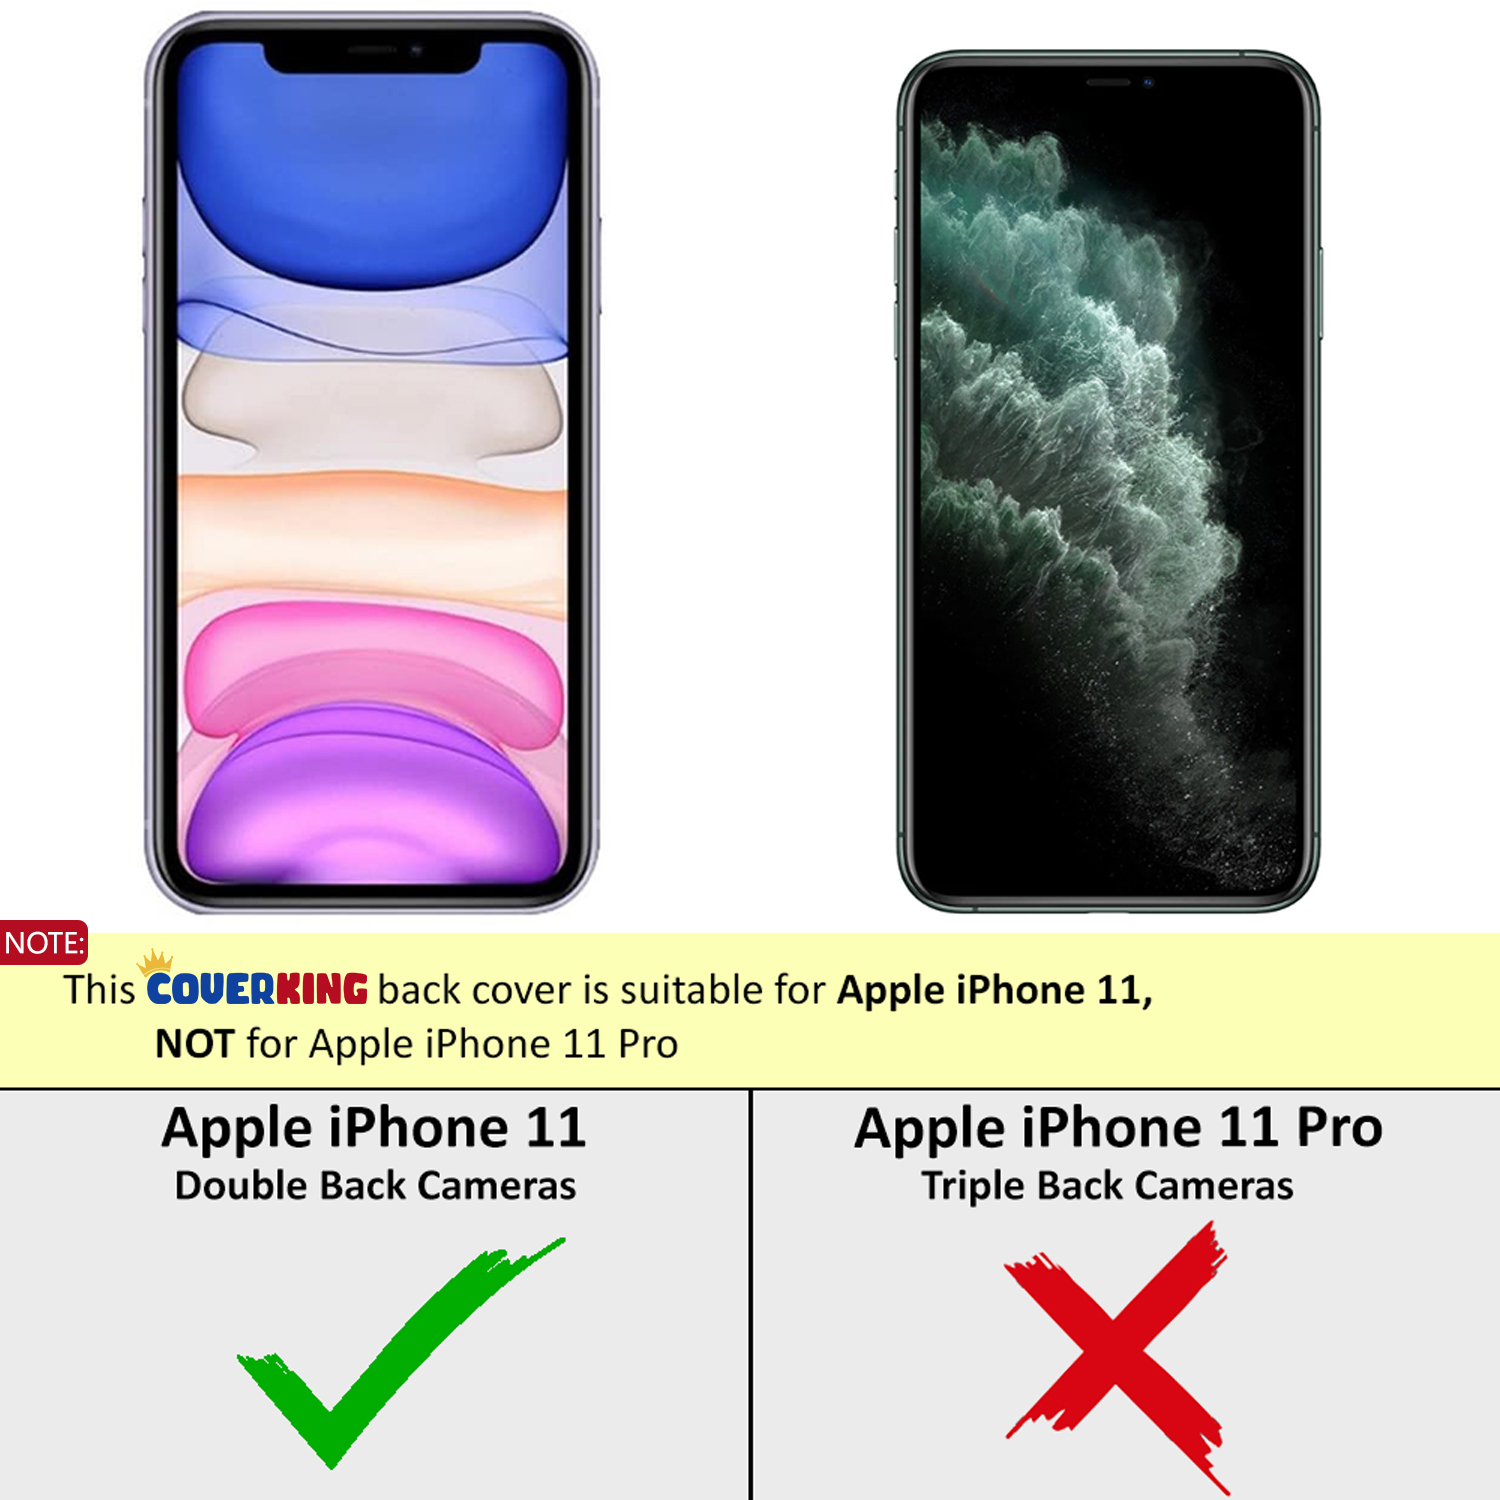 NOTE:
This COVERKING back cover is suitable for Apple iPhone 11,
NOT for Apple iPhone 11 Pro
Apple iPhone 11
Double Back Cameras
Apple iPhone 11 Pro
Triple Back Cameras